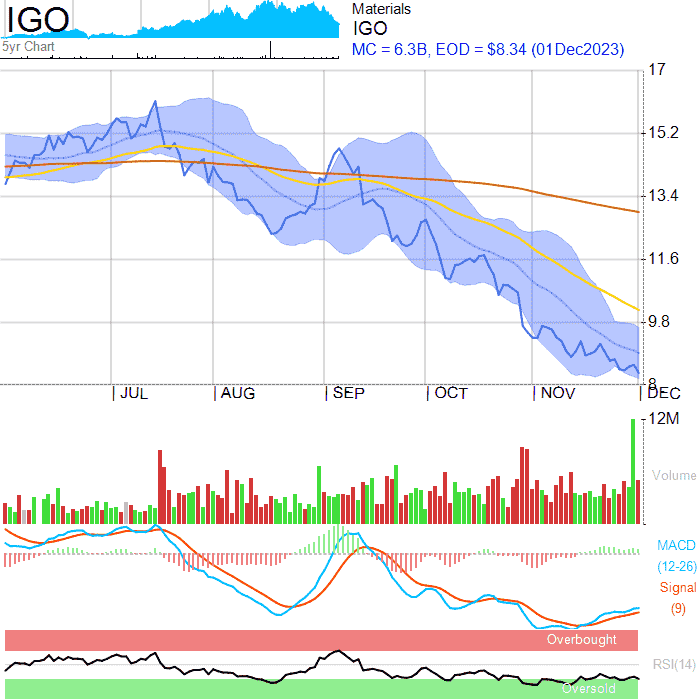 IGO
5yr Chart
Materials
IGO
MC = 6.3B, EOD = $8.34 (01Dec2023)
17
15.2
13.4
11.6
9.8
8
JUL
AUG
SEP
OCT
NOV
DEC
12M
Volume
MACD
(12-26)
Signal
(9)
Overbought
RSI(14)
Oversold